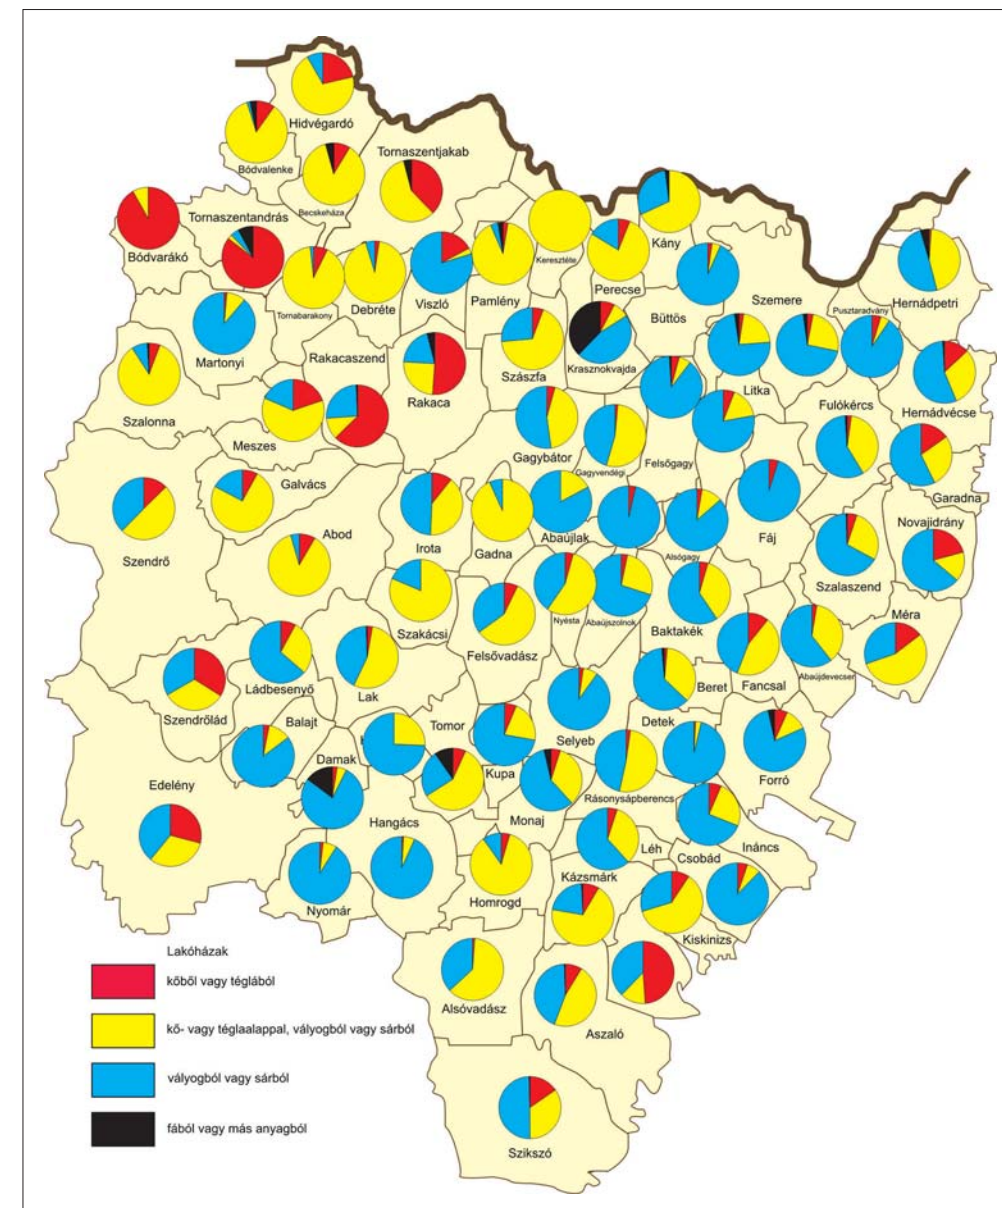 Hidvégardó
Bódvalenke
Tornaszentjakab
Becskeháza
Tornaszentandrás
Bódvarákó
Kány
Keresztéte
Perecse
Hernádpetri
Szemere
Pusztaradvány
Tornabarakony
Debréte
Viszló
Pamlény
Büttös
Martonyi
Rakacaszend
Szászfa
Krasznokvajda
Litka
Rakaca
Szalonna
Fulókércs
Hernádvécse
Meszes
Gagybátor
Gagyvendégi
Felsőgagy
Galvács
Garadna
Novajidrány
Szendrő
Abod
Irota
Gadna
Abaújlak
Alsógagy
Fáj
Szalaszend
Szakácsi
Felsővadász
Nyésta
Abaújszolnok
Baktakék
Méra
Ládbesenyő
Lak
Beret
Fancsal
Abaújdevecser
Szendrőlád
Balajt
Tomor
Selyeb
Detek
Damak
Kupa
Forró
Edelény
Rásonysápberencs
Hangács
Monaj
Léh
Csobád
Ináncs
Kázsmárk
Nyomár
Homrogd
Kiskinizs
Alsóvadász
Aszaló
Szikszó
Lakóházak
kőből vagy téglából
kő- vagy téglaalappal, vályogból vagy sárból
vályogból vagy sárból
fából vagy más anyagból